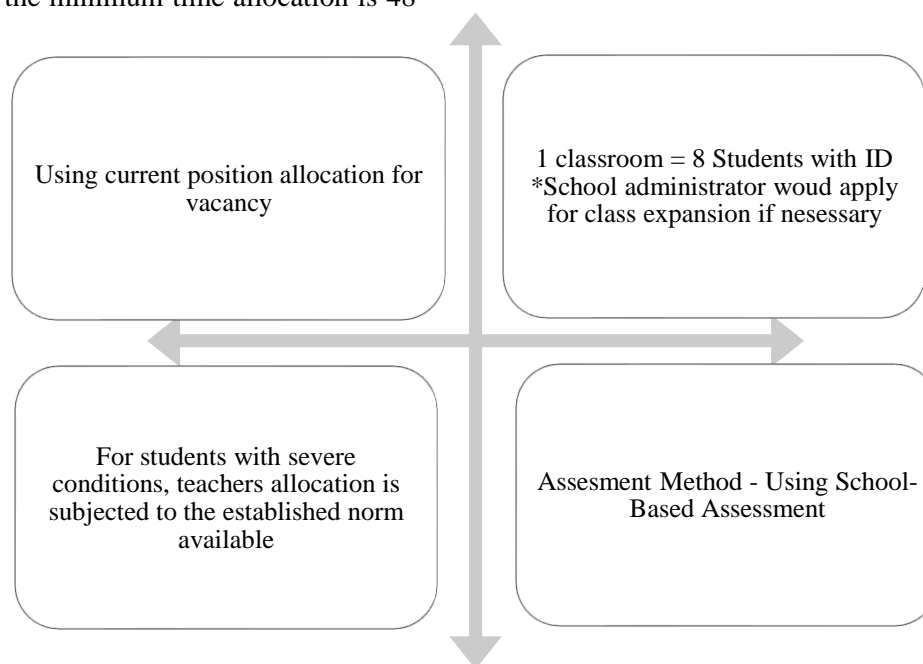 the minimum time allocation is 48
Using current position allocation for
vacancy
1 classroom = 8 Students with ID
*School administrator woud apply
for class expansion if nesessary
For students with severe
conditions, teachers allocation is
subjected to the established norm
available
Assesment Method - Using School-
Based Assessment